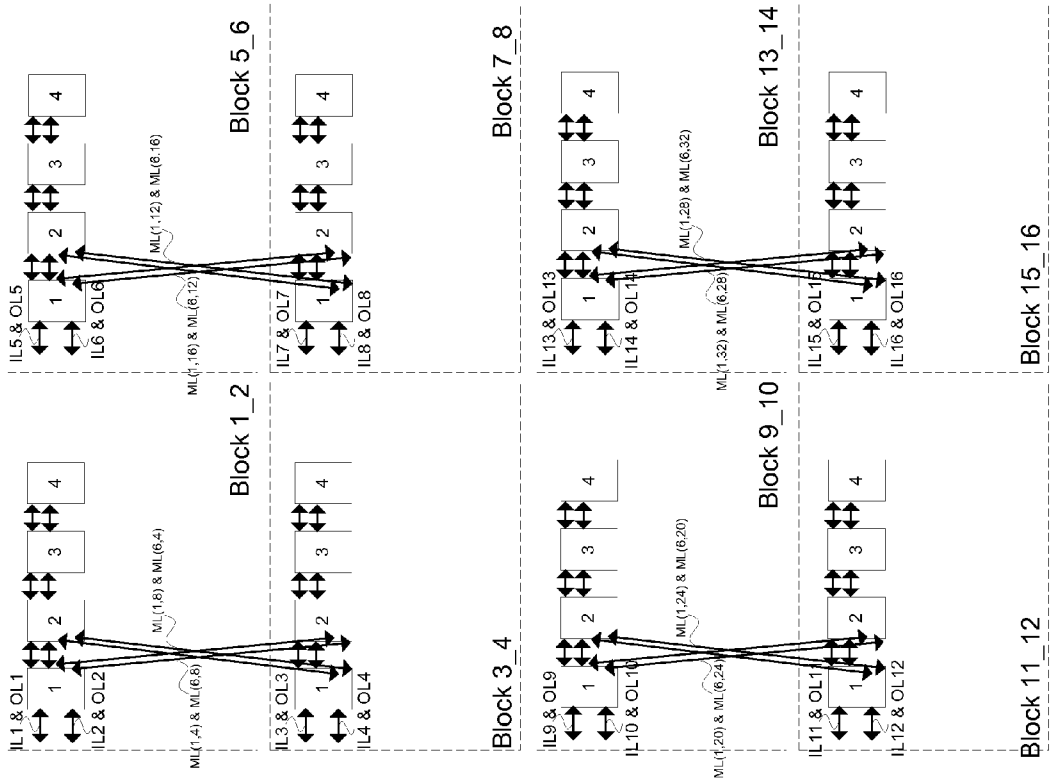 IL1 & OL1
1
2
3
4
IL2 & OL2
ML(1,8) & ML(6,4)
ML(1,4) & ML(6,8)
Block 1_2
IL5 & OL5
1
2
3
4
IL6 & OL6
ML(1,12) & ML(6.16)
ML(1,16) & ML(6,12)
Block 5_6
IL3 & OL3
1
2
3
4
IL4 & OL4
Block 3_4
IL7 & OL7
1
2
3
4
IL8 & OL8
Block 7_8
IL9 & OL9
1
2
3
4
IL10 & OL10
ML(1,24) & ML(6,20)
ML(1,20) & ML(6,24)
Block 9_10
IL13 & OL13
1
2
3
4
IL14 & OL14
ML(1,28) & ML(6,32)
ML(1,32) & ML(6,28)
Block 13_14
IL11 & OL11
1
2
3
4
IL12 & OL12
Block 11_12
IL15 & OL15
1
2
3
4
IL16 & OL16
Block 15_16